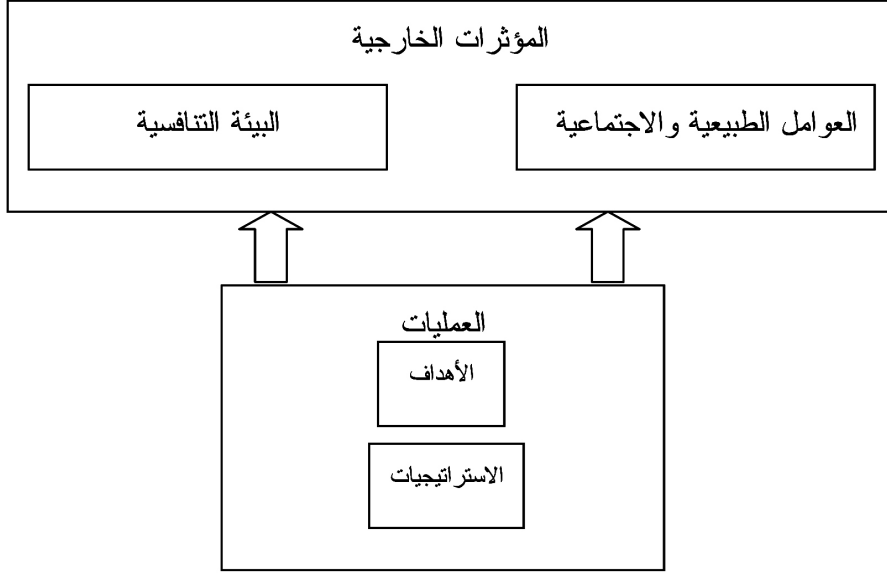 المؤثرات الخارجية
العوامل الطبيعية والاجتماعية
البيئة التنافسية
العمليات
الأهداف
الاستراتيجيات